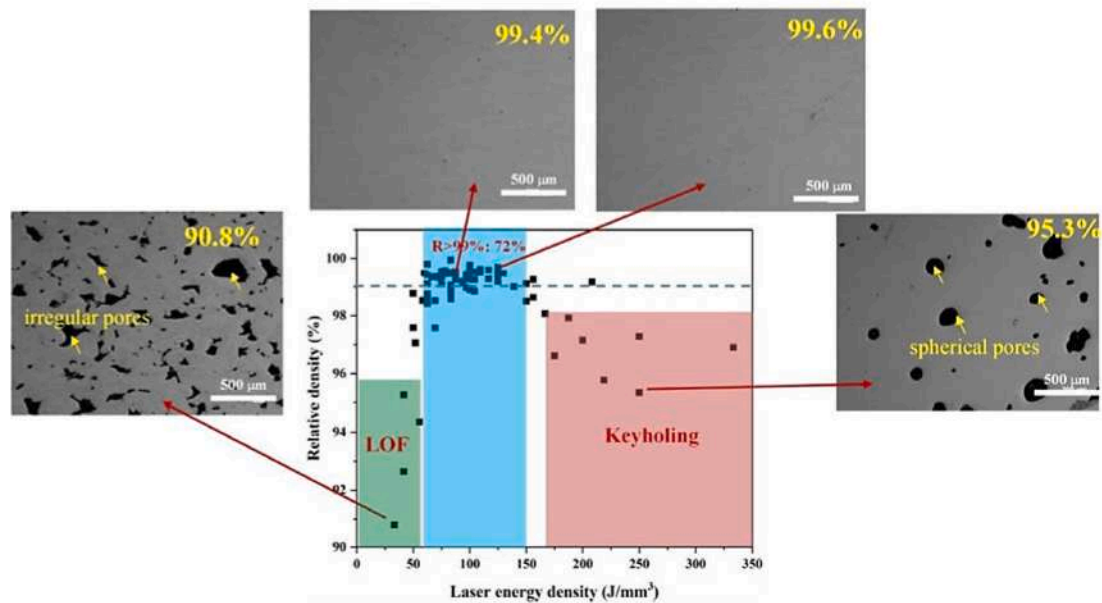 99.4%
500 µm
99.6%
500 µm
90.8%
irregular pores
500 µm
95.3%
spherical pores
500 µm
R>99%: 72%
LOF
Keyholing
Relative density (%)
101
100
98
96
94
92
90
0
50
100
150
200
250
300
350
Laser energy density (J/mm³)